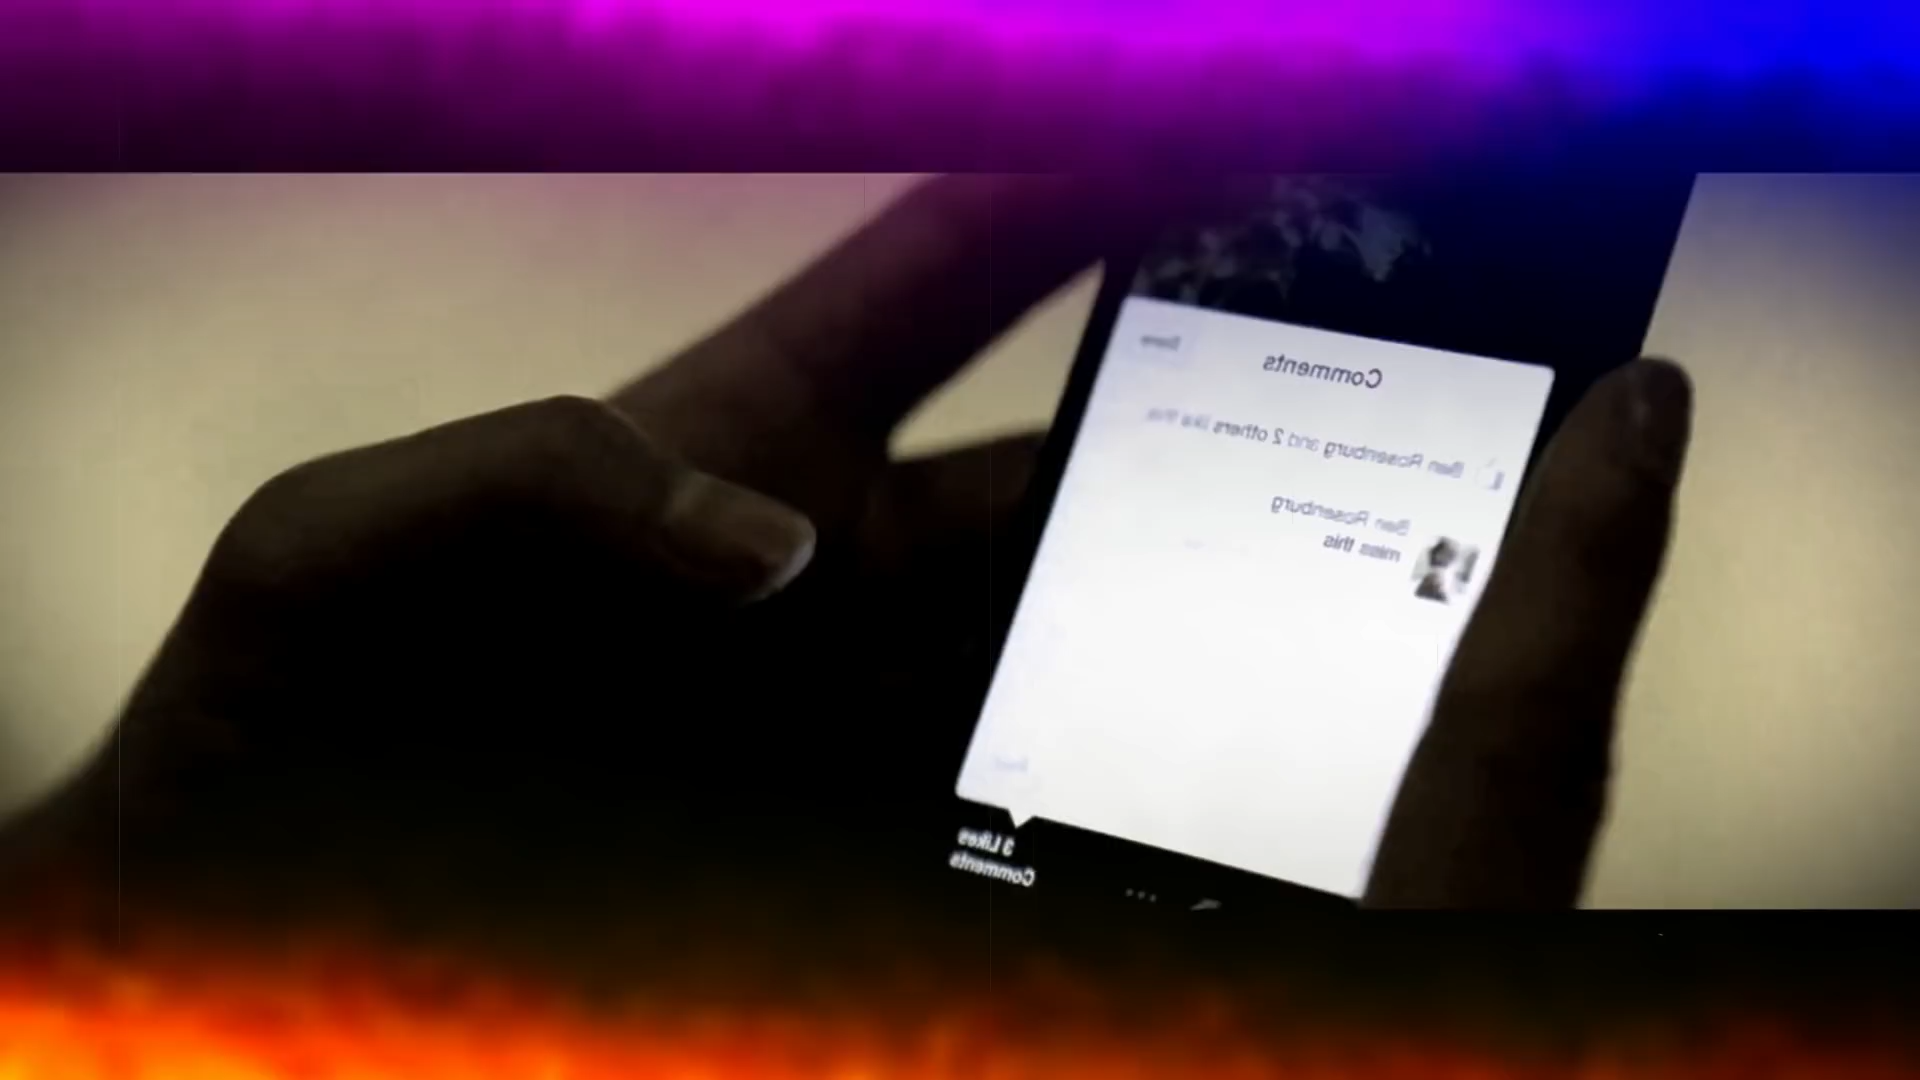 Comments
Ben Rosenburg and 2 others like this
Ben Rosenburg
miss this
3 Likes
Comments